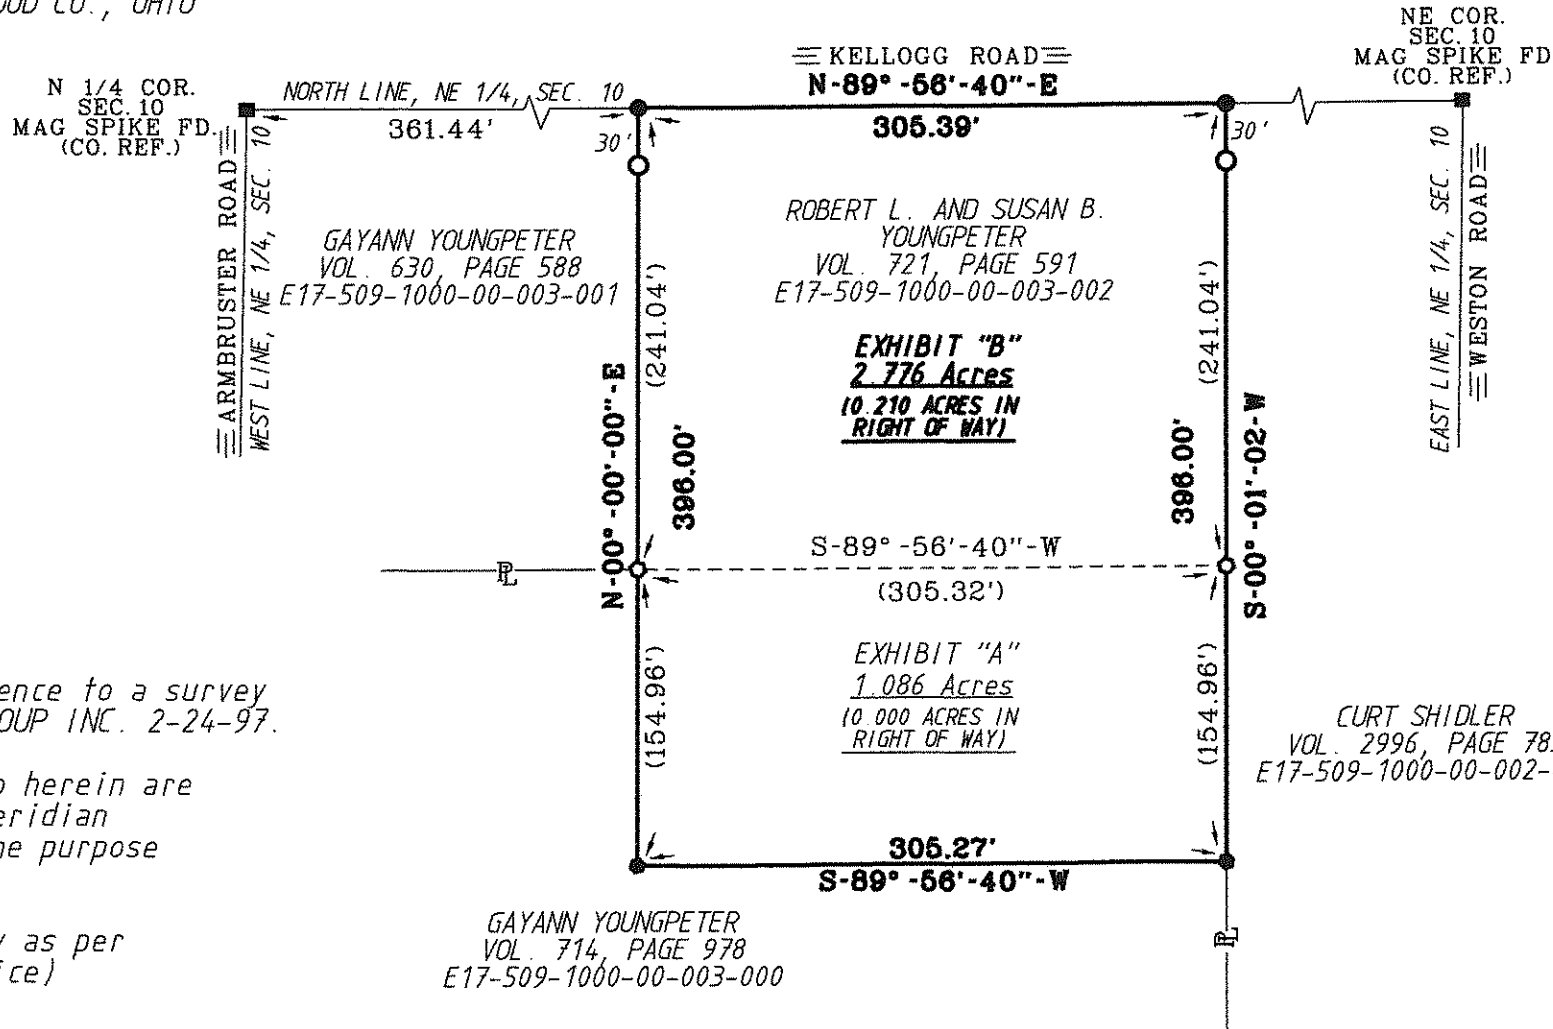 CO., OHIO
KELLOGG ROAD
N-89°-56'-40"-E
305.39'
NE COR.
SEC. 10
MAG SPIKE FD
(CO. REF.)
N 1/4 COR.
SEC. 10
MAG SPIKE FD.
(CO. REF.)
NORTH LINE, NE 1/4, SEC. 10
361.44'
30'
30'
ARMBRUSTER ROAD
WEST LINE, NE 1/4, SEC. 10
EAST LINE, NE 1/4, SEC. 10
WESTON ROAD
GAYANN YOUNGPETER
VOL. 630, PAGE 588
E17-509-1000-00-003-001
ROBERT L. AND SUSAN B.
YOUNGPETER
VOL. 721, PAGE 591
E17-509-1000-00-003-002
(241.04')
(241.04')
EXHIBIT "B"
2.776 Acres
(0.210 ACRES IN
RIGHT OF WAY)
N-00°-00'-00"-E
396.00'
396.00'
S-00°-01'-02-W
PL
S-89°-56'-40"-W
(305.32')
(154.96')
(154.96')
EXHIBIT "A"
1.086 Acres
(0.000 ACRES IN
RIGHT OF WAY)
CURT SHIDLER
VOL. 2996, PAGE 78
E17-509-1000-00-002-
305.27'
S-89°-56'-40"-W
PL
GAYANN YOUNGPETER
VOL. 714, PAGE 978
E17-509-1000-00-003-000
ence to a survey
OUP INC. 2-24-97.
herein are
eridian
he purpose
as per
ice)